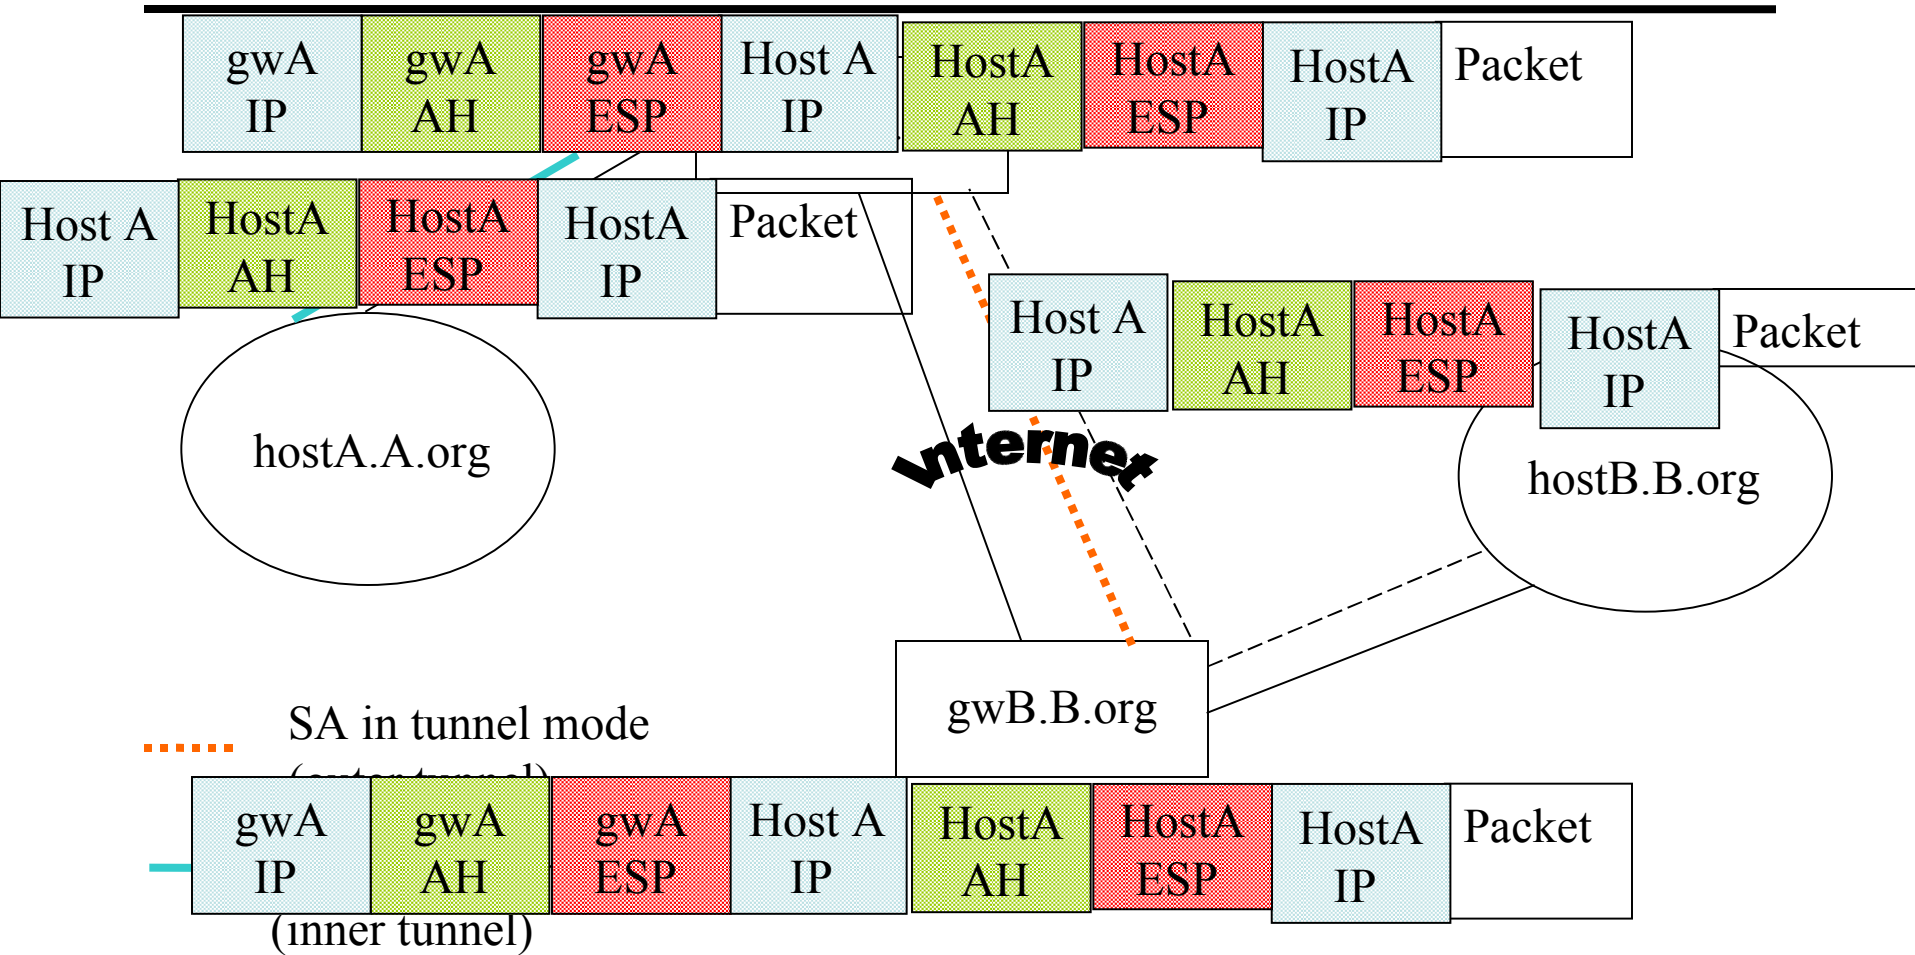 gwA
IP
gwA
AH
gwA
ESP
Host A
IP
HostA
AH
HostA
ESP
HostA
IP
Packet
Host A
IP
HostA
AH
HostA
ESP
HostA
IP
Packet
Host A
IP
HostA
AH
HostA
ESP
HostA
IP
Packet
hostA.A.org
Internet
hostB.B.org
gwB.B.org
SA in tunnel mode
(outer tunnel)
gwA
IP
gwA
AH
gwA
ESP
Host A
IP
HostA
AH
HostA
ESP
HostA
IP
Packet
(inner tunnel)